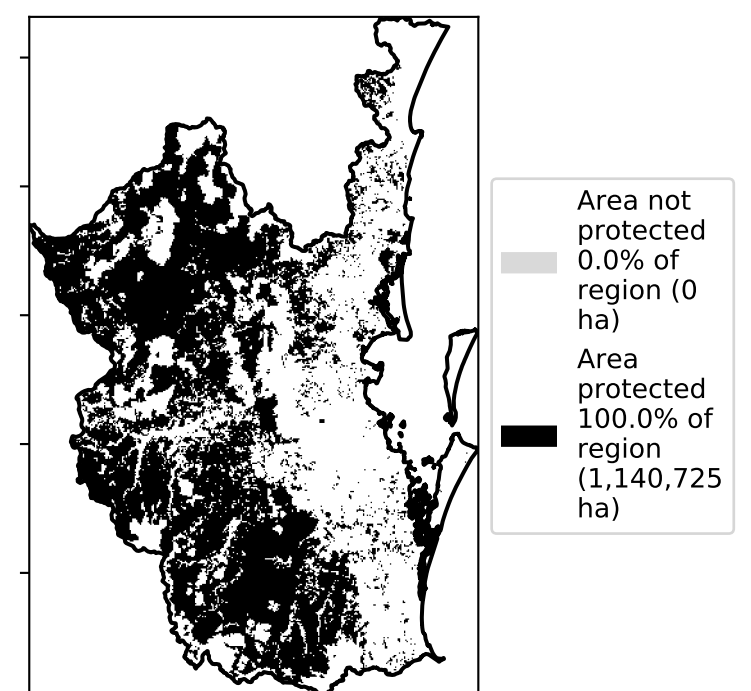 Area not
protected
0.0% of
region (0
ha)
Area
protected
100.0% of
region
(1,140,725
ha)